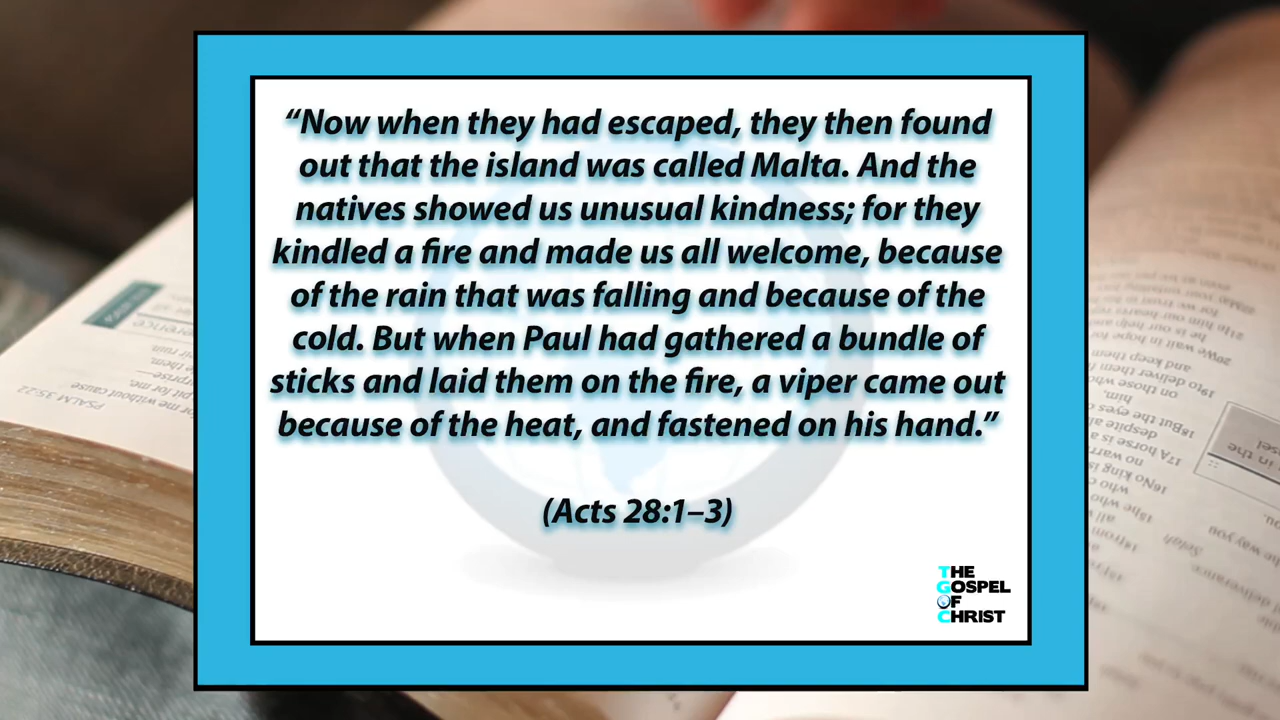 “Now when they had escaped, they then found
out that the island was called Malta. And the
natives showed us unusual kindness; for they
kindled a fire and made us all welcome, because
of the rain that was falling and because of the
cold. But when Paul had gathered a bundle of
sticks and laid them on the fire, a viper came out
because of the heat, and fastened on his hand.”
(Acts 28:1–3)
THE
GOSPEL
OF
CHRIST
PSALM 35:22